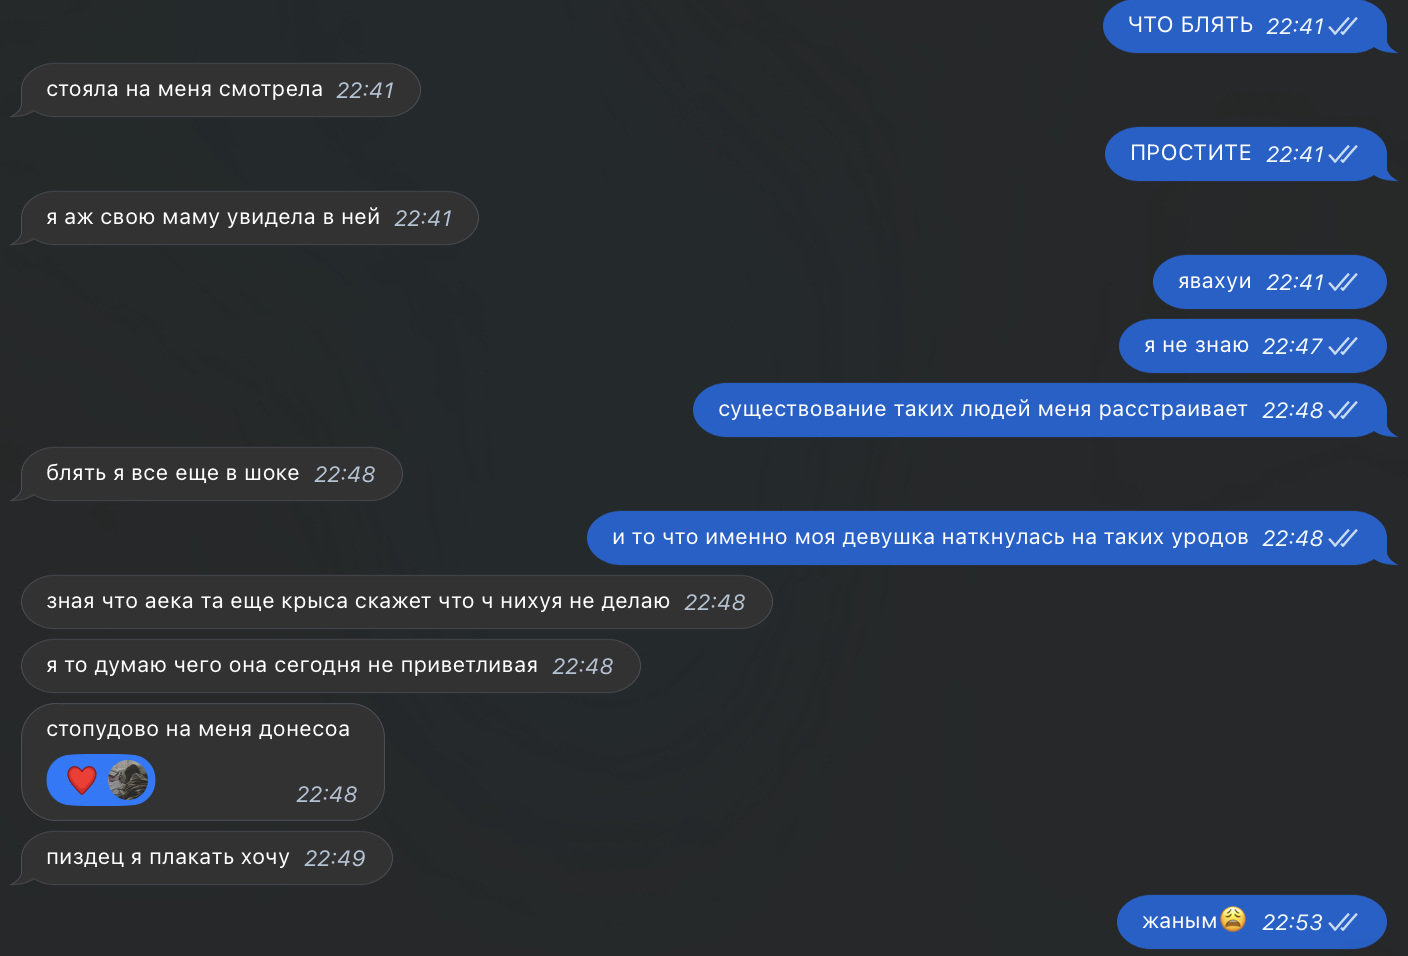 ЧТО БЛЯТЬ 22:41
стояла на меня смотрела 22:41
ПРОСТИТЕ 22:41
я аж свою маму увидела в ней 22:41
явахуи 22:41
я не знаю 22:47
существование таких людей меня расстраивает 22:48
блять я все еще в шоке 22:48
и то что именно моя девушка наткнулась на таких уродов 22:48
зная что аека та еще крыса скажет что ч нихуя не делаю 22:48
я то думаю чего она сегодня не приветливая 22:48
стопудово на меня донесоа
❤️ 22:48
пиздец я плакать хочу 22:49
жаным😩 22:53